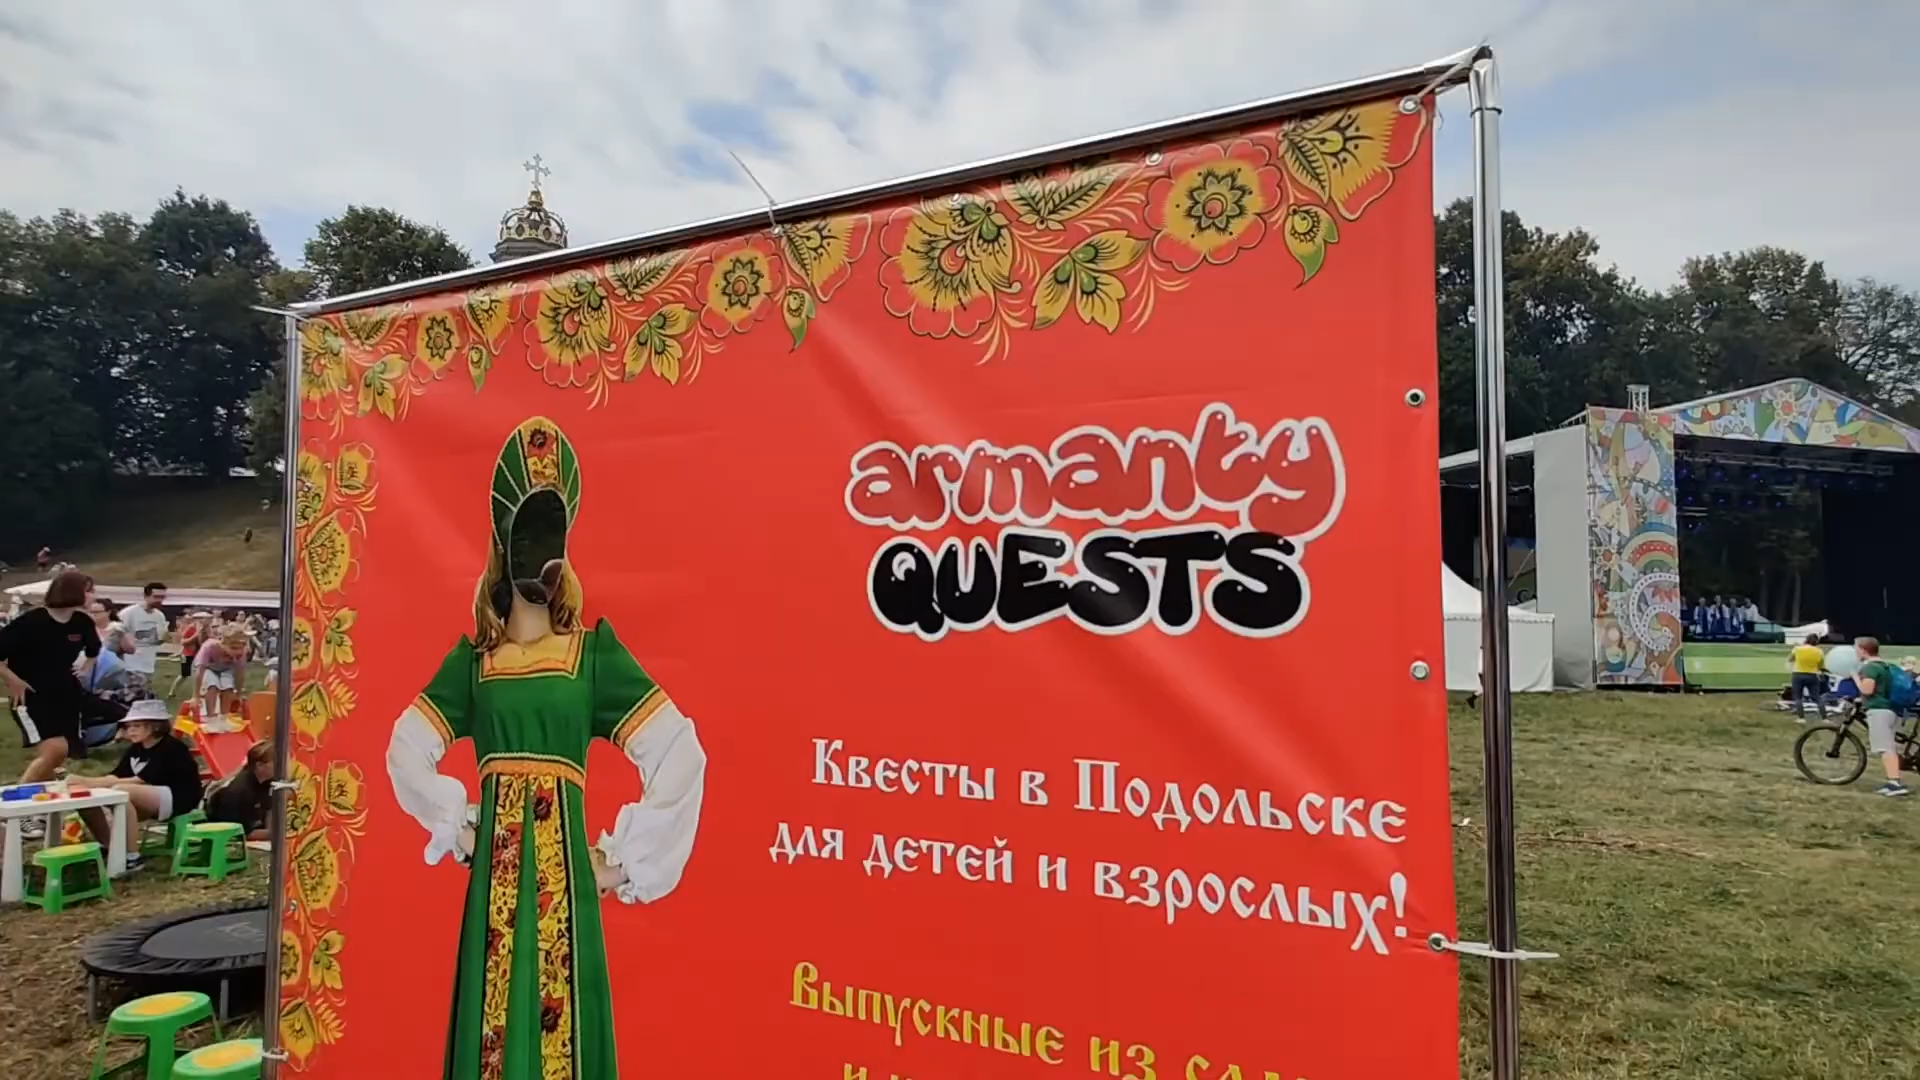 armanty
QUESTS
Квесты в Подольске
для детей и взрослых!
Выпускные из